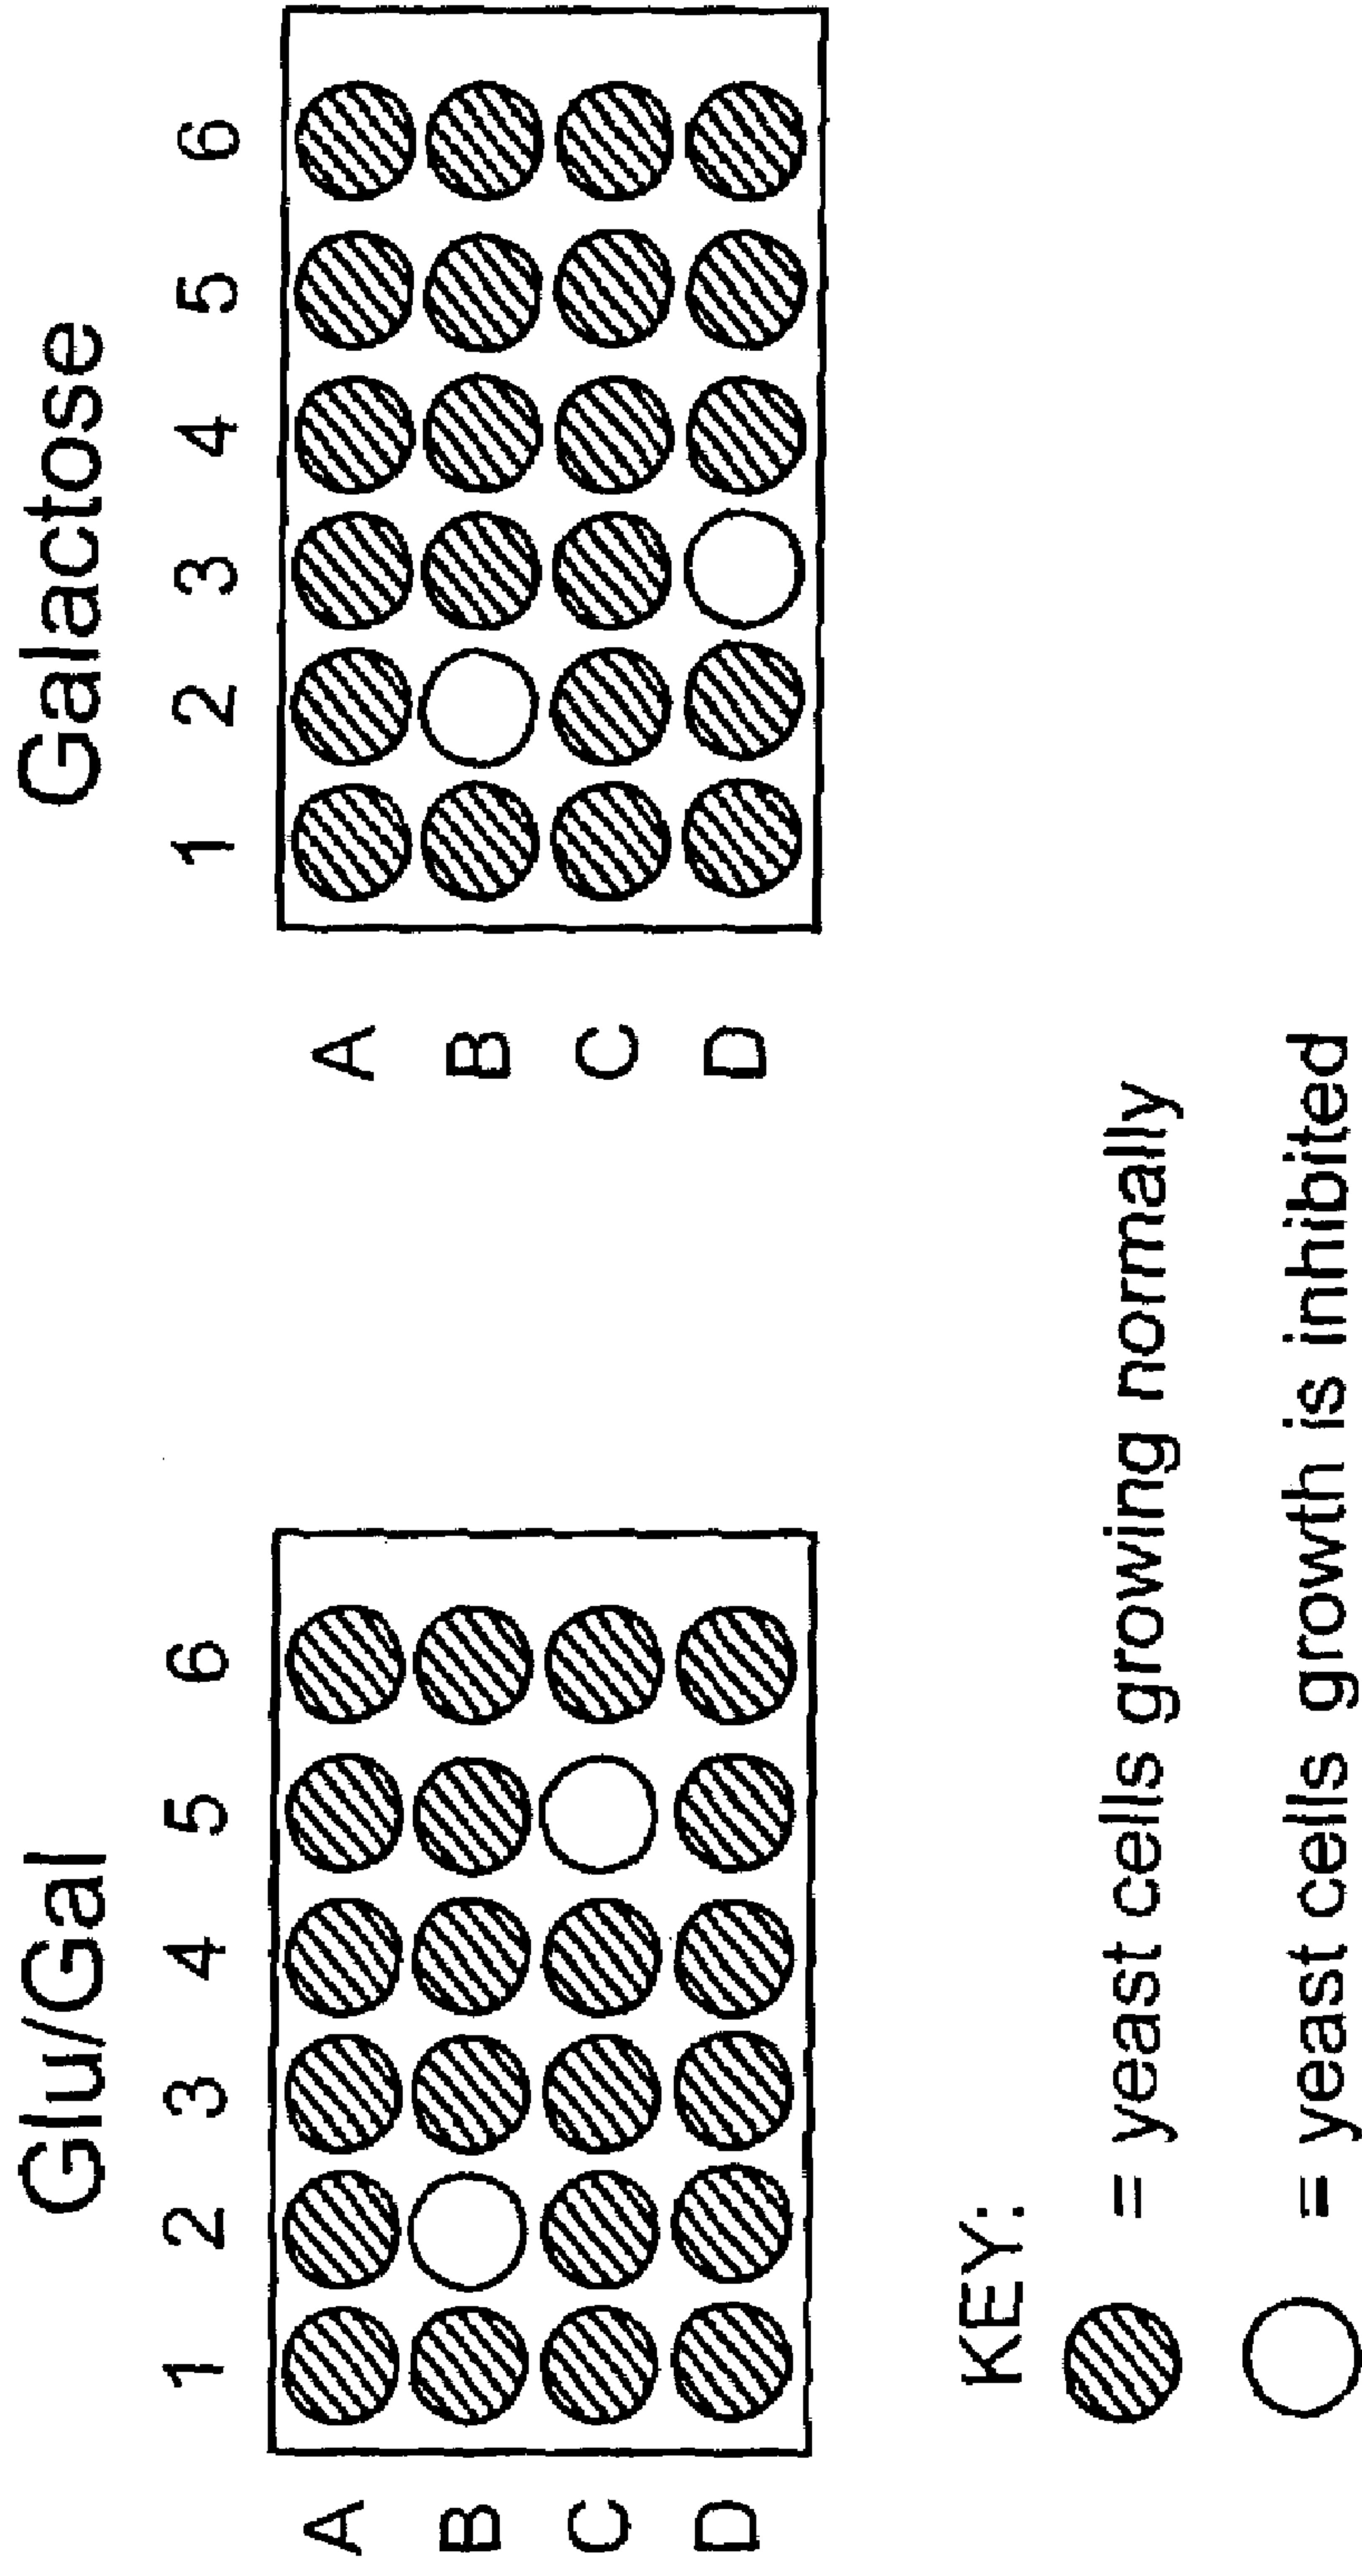 Glu/Gal
1 2 3 4 5 6
A
B
C
D
Galactose
1 2 3 4 5 6
A
B
C
D
KEY:
= yeast cells growing normally
= yeast cells growth is inhibited